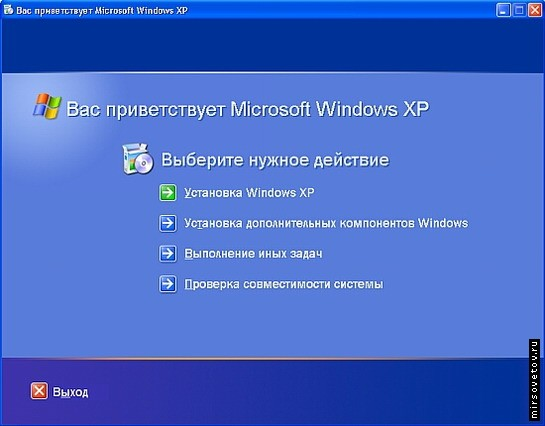 Вас приветствует Microsoft Windows XP
Вас приветствует Microsoft Windows XP
Выберите нужное действие
Установка Windows XP
Установка дополнительных компонентов Windows
Выполнение иных задач
Проверка совместимости системы
Выход
mirsovetov.ru